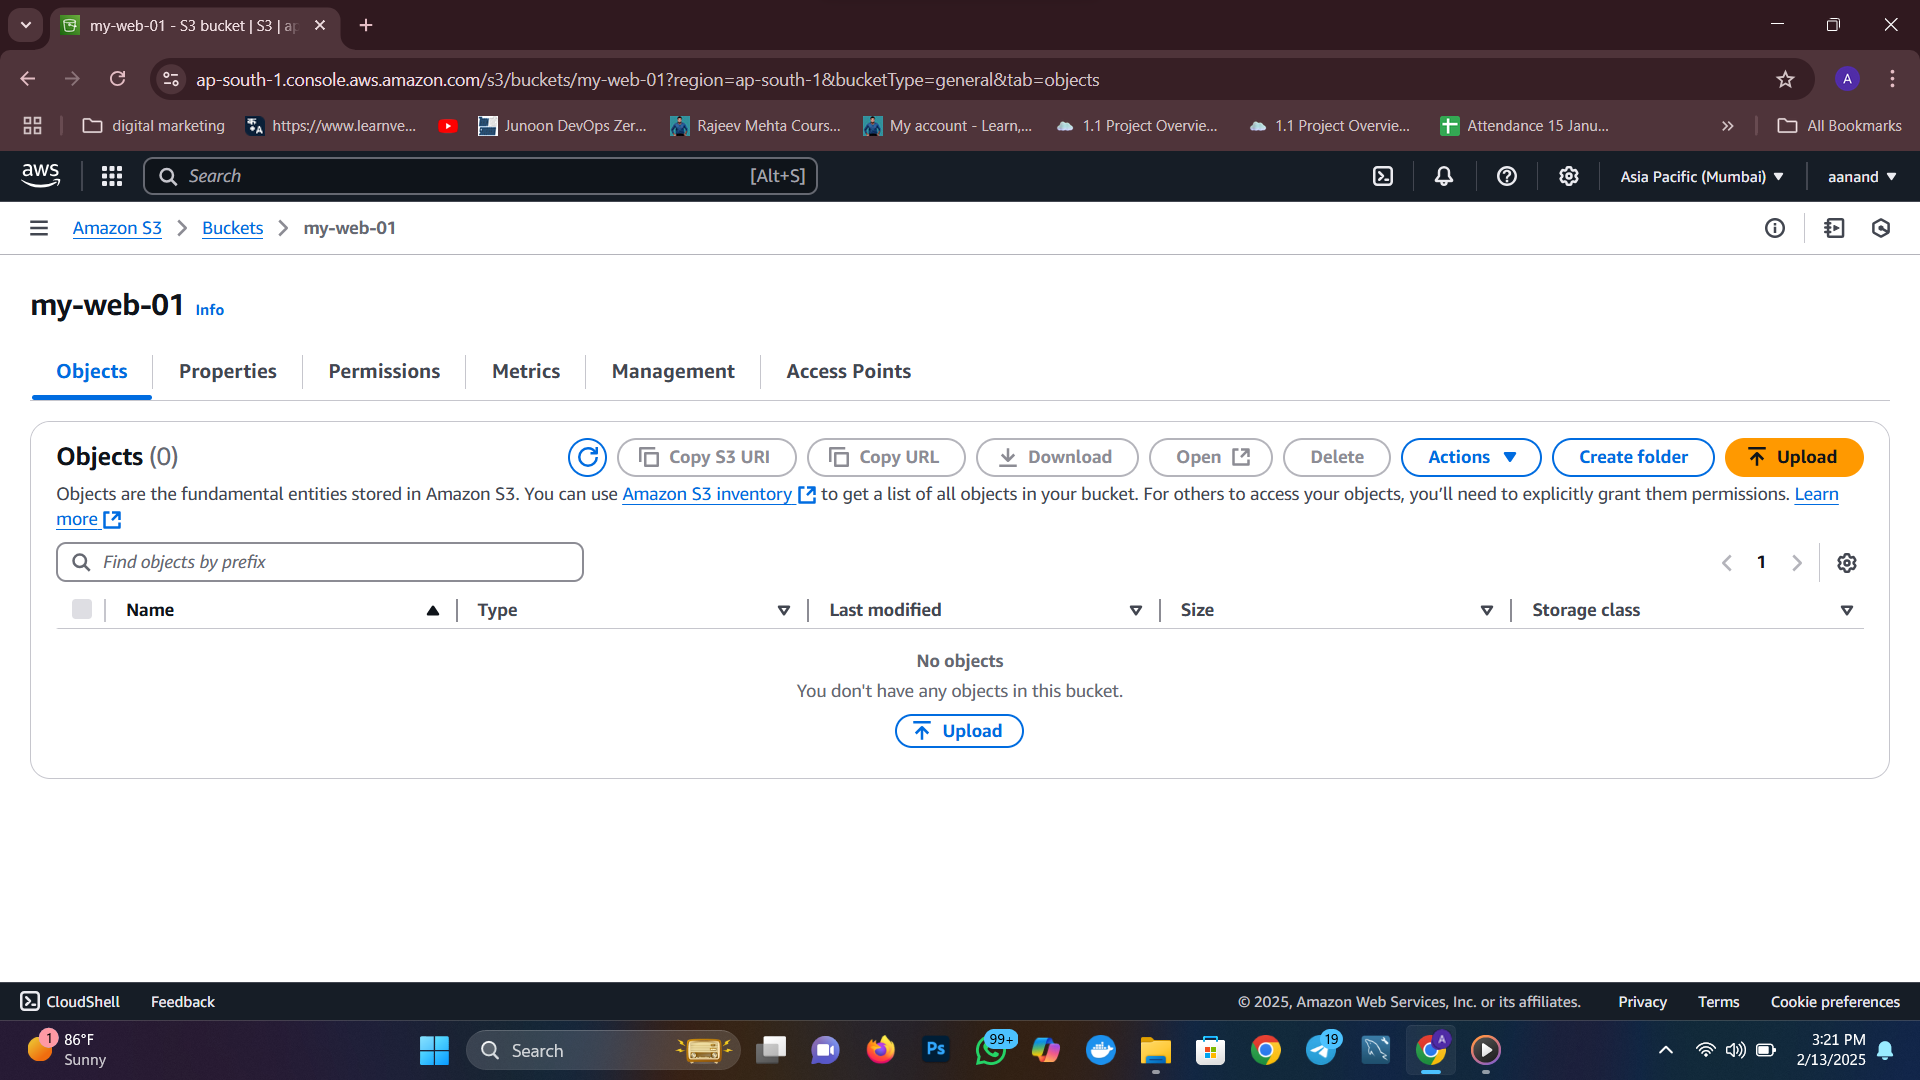 my-web-01 - S3 bucket | S3 | ap
ap-south-1.console.aws.amazon.com/s3/buckets/my-web-01?region=ap-south-1&bucketType=general&tab=objects
A
digital marketing
https://www.learnve...
Junoon DevOps Zer...
Rajeev Mehta Cours...
My account - Learn,...
1.1 Project Overvie...
1.1 Project Overvie...
Attendance 15 Janu...
All Bookmarks
aws
Search
[Alt+S]
Asia Pacific (Mumbai)
aanand
Amazon S3
Buckets
my-web-01
my-web-01 Info
Objects
Properties
Permissions
Metrics
Management
Access Points
Objects (0)
Copy S3 URI
Copy URL
Download
Open
Delete
Actions
Create folder
Upload
Objects are the fundamental entities stored in Amazon S3. You can use Amazon S3 inventory to get a list of all objects in your bucket. For others to access your objects, you’ll need to explicitly grant them permissions. Learn
more
Find objects by prefix
1
Name
Type
Last modified
Size
Storage class
No objects
You don't have any objects in this bucket.
Upload
CloudShell
Feedback
© 2025, Amazon Web Services, Inc. or its affiliates.
Privacy
Terms
Cookie preferences
1
86°F
Sunny
Search
Ps
99+
19
A
3:21 PM
2/13/2025